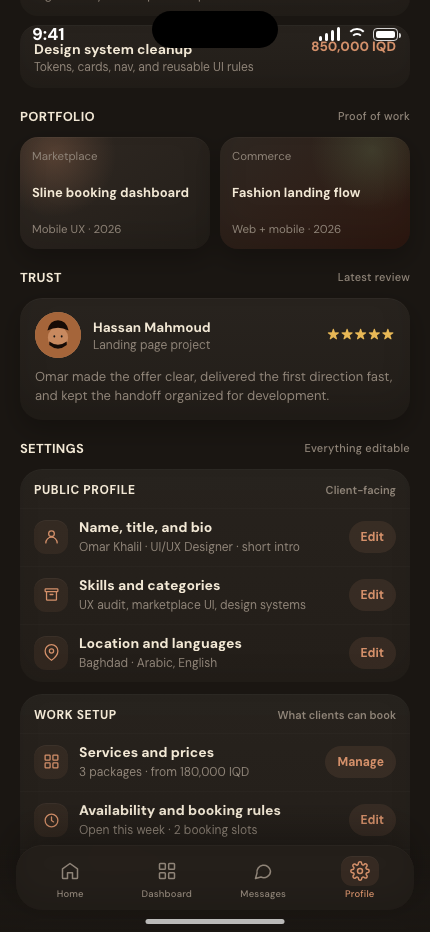 9:41
Design system cleanup
850,000 IQD
Tokens, cards, nav, and reusable UI rules
PORTFOLIO
Proof of work
Marketplace
Sline booking dashboard
Mobile UX · 2026
Commerce
Fashion landing flow
Web + mobile · 2026
TRUST
Latest review
Hassan Mahmoud
Landing page project
Omar made the offer clear, delivered the first direction fast,
and kept the handoff organized for development.
SETTINGS
Everything editable
PUBLIC PROFILE
Client-facing
Name, title, and bio
Omar Khalil · UI/UX Designer · short intro
Edit
Skills and categories
UX audit, marketplace UI, design systems
Edit
Location and languages
Baghdad · Arabic, English
Edit
WORK SETUP
What clients can book
Services and prices
3 packages · from 180,000 IQD
Manage
Availability and booking rules
Open this week · 2 booking slots
Edit
Home
Dashboard
Messages
Profile